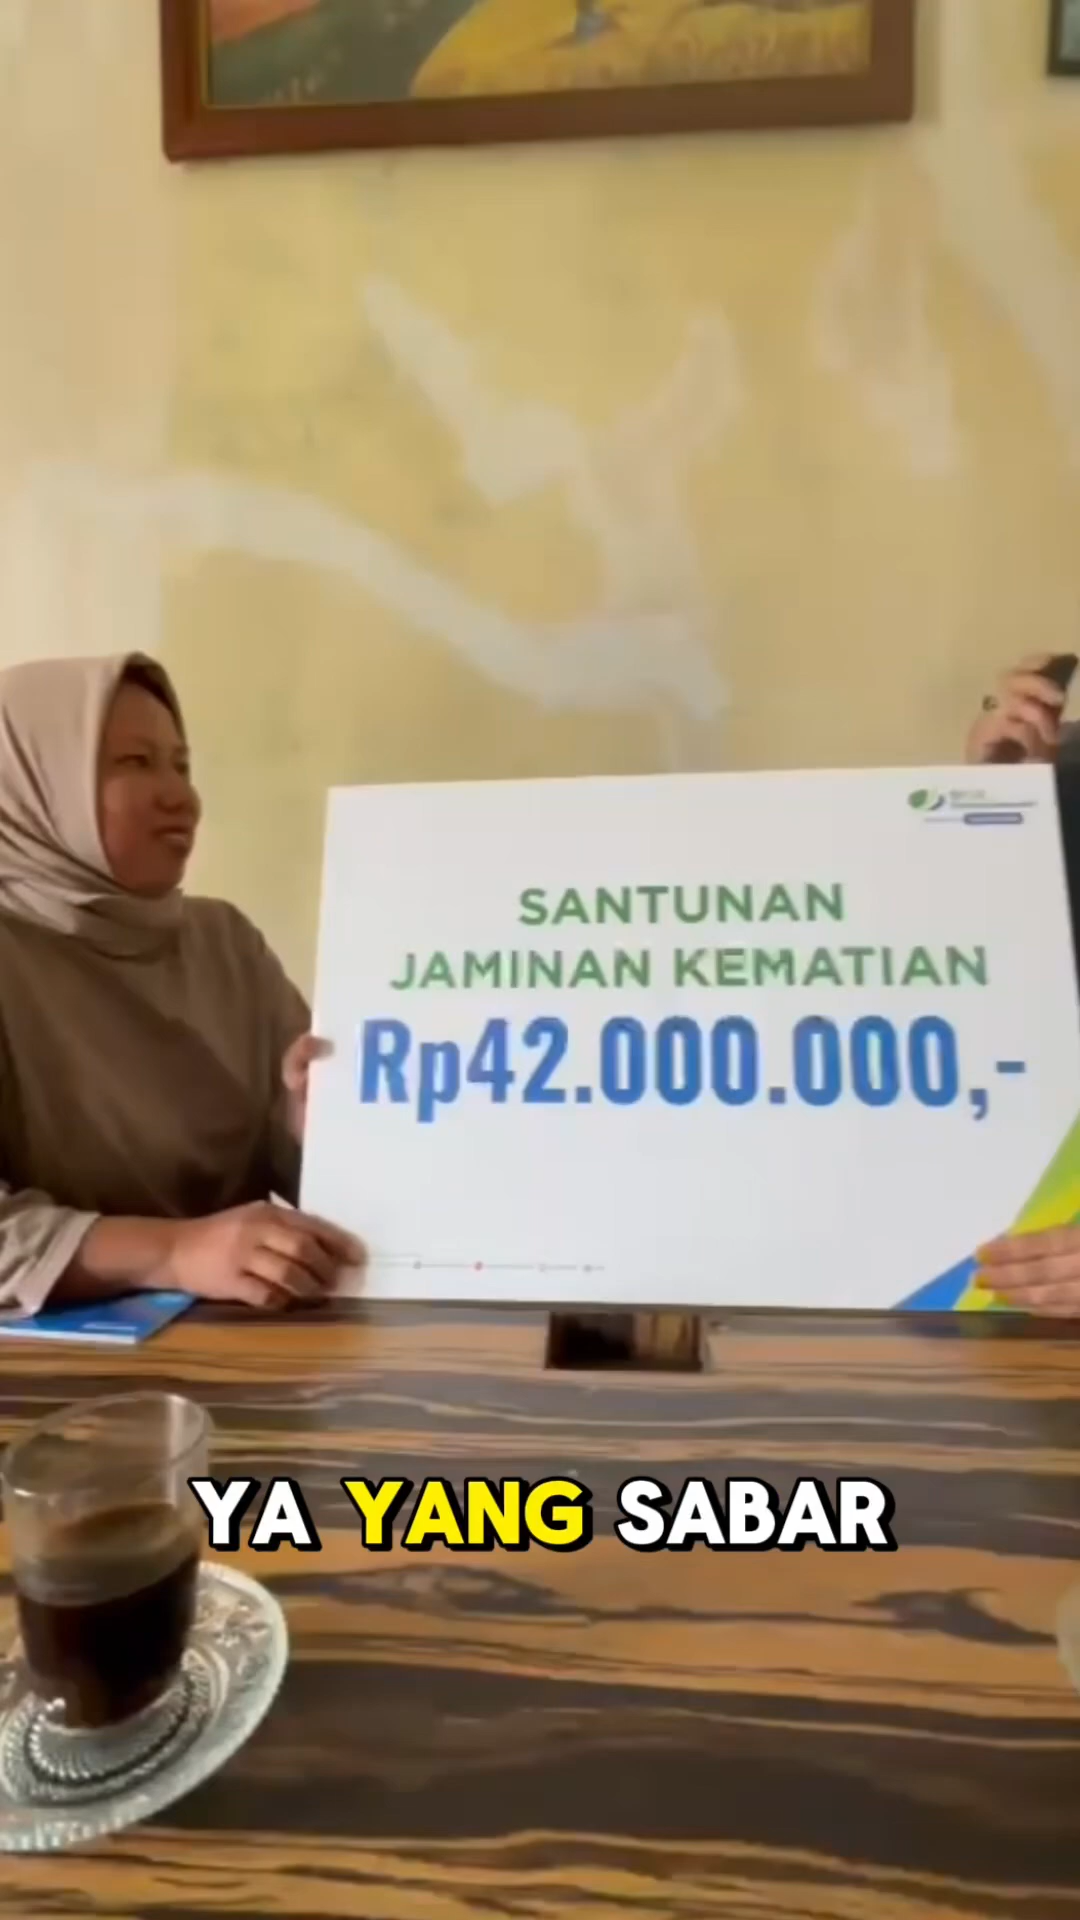 SANTUNAN
JAMINAN KEMATIAN
Rp42.000.000,-
YA YANG SABAR